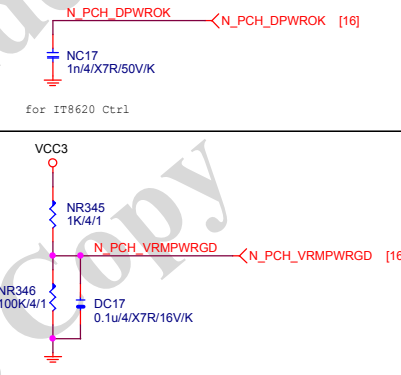 N_PCH_DPWROK
N_PCH_DPWROK [16]
NC17
1n/4/X7R/50V/K
for IT8620 Ctrl
VCC3
NR345
1K/4/1
N_PCH_VRMPWRGD
N_PCH_VRMPWRGD [16
NR346
100K/4/1
DC17
0.1u/4/X7R/16V/K
Copy